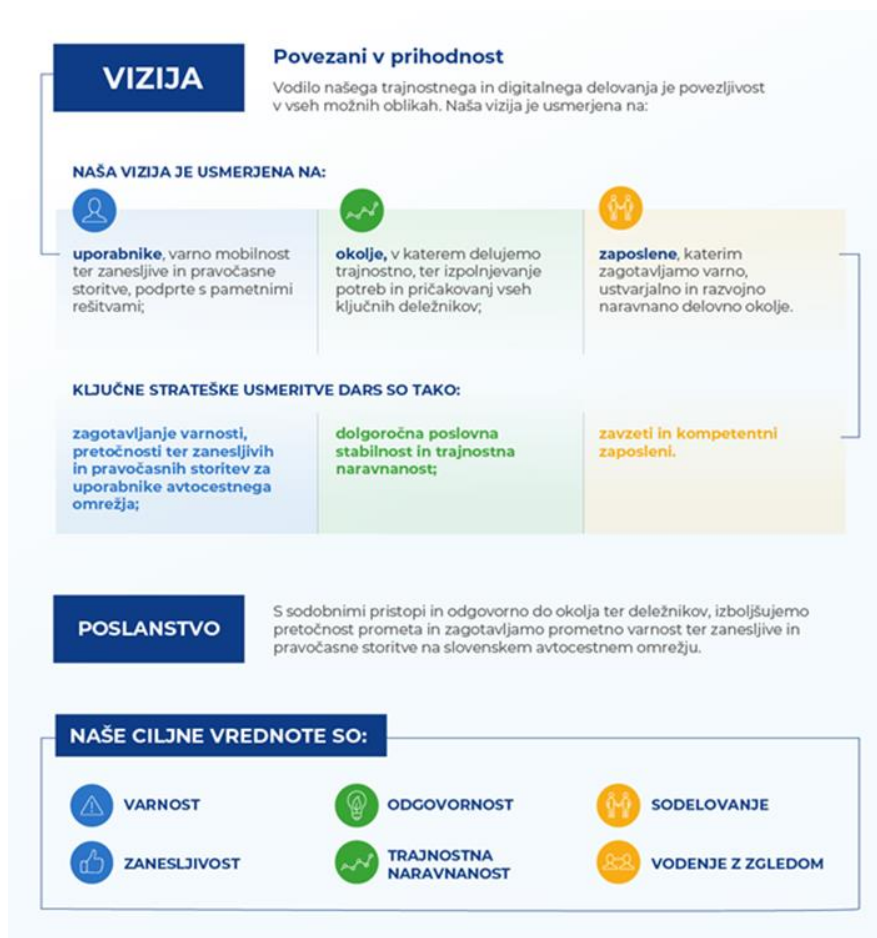 VIZIJA
Povezani v prihodnost
Vodilo našega trajnostnega in digitalnega delovanja je povezljivost
v vseh možnih oblikah. Naša vizija je usmerjena na:
NAŠA VIZIJA JE USMERJENA NA:
uporabnike, varno mobilnost
ter zanesljive in pravočasne
storitve, podprte s pametnimi
rešitvami;
okolje, v katerem delujemo
trajnostno, ter izpolnjevanje
potreb in pričakovanj vseh
ključnih deležnikov;
zaposlene, katerim
zagotavljamo varno,
ustvarjalno in razvojno
naravnano delovno okolje.
KLJUČNE STRATEŠKE USMERITVE DARS SO TAKO:
zagotavljanje varnosti,
pretočnosti ter zanesljivih
in pravočasnih storitev za
uporabnike avtocestnega
omrežja;
dolgoročna poslovna
stabilnost in trajnostna
naravnanost;
zavzeti in kompetentni
zaposleni.
POSLANSTVO
S sodobnimi pristopi in odgovorno do okolja ter deležnikov, izboljšujemo
pretočnost prometa in zagotavljamo prometno varnost ter zanesljive in
pravočasne storitve na slovenskem avtocestnem omrežju.
NAŠE CILJNE VREDNOTE SO:
VARNOST
ODGOVORNOST
SODELOVANJE
ZANESLJIVOST
TRAJNOSTNA
NARAVNANOST
VODENJE Z ZGLEDOM